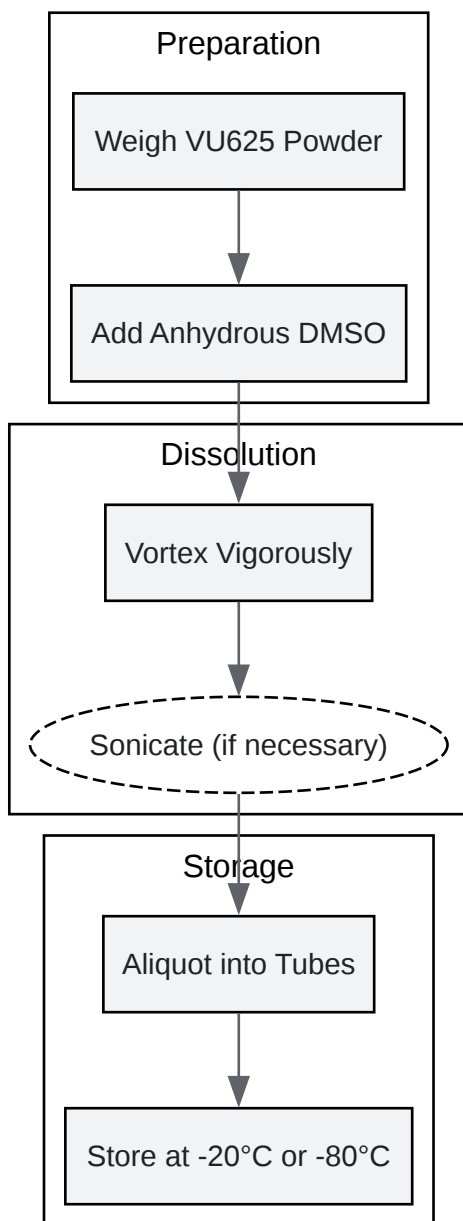 Preparation
Weigh VU625 Powder
Add Anhydrous DMSO
Dissolution
Vortex Vigorously
Sonicate (if necessary)
Storage
Aliquot into Tubes
Store at -20°C or -80°C